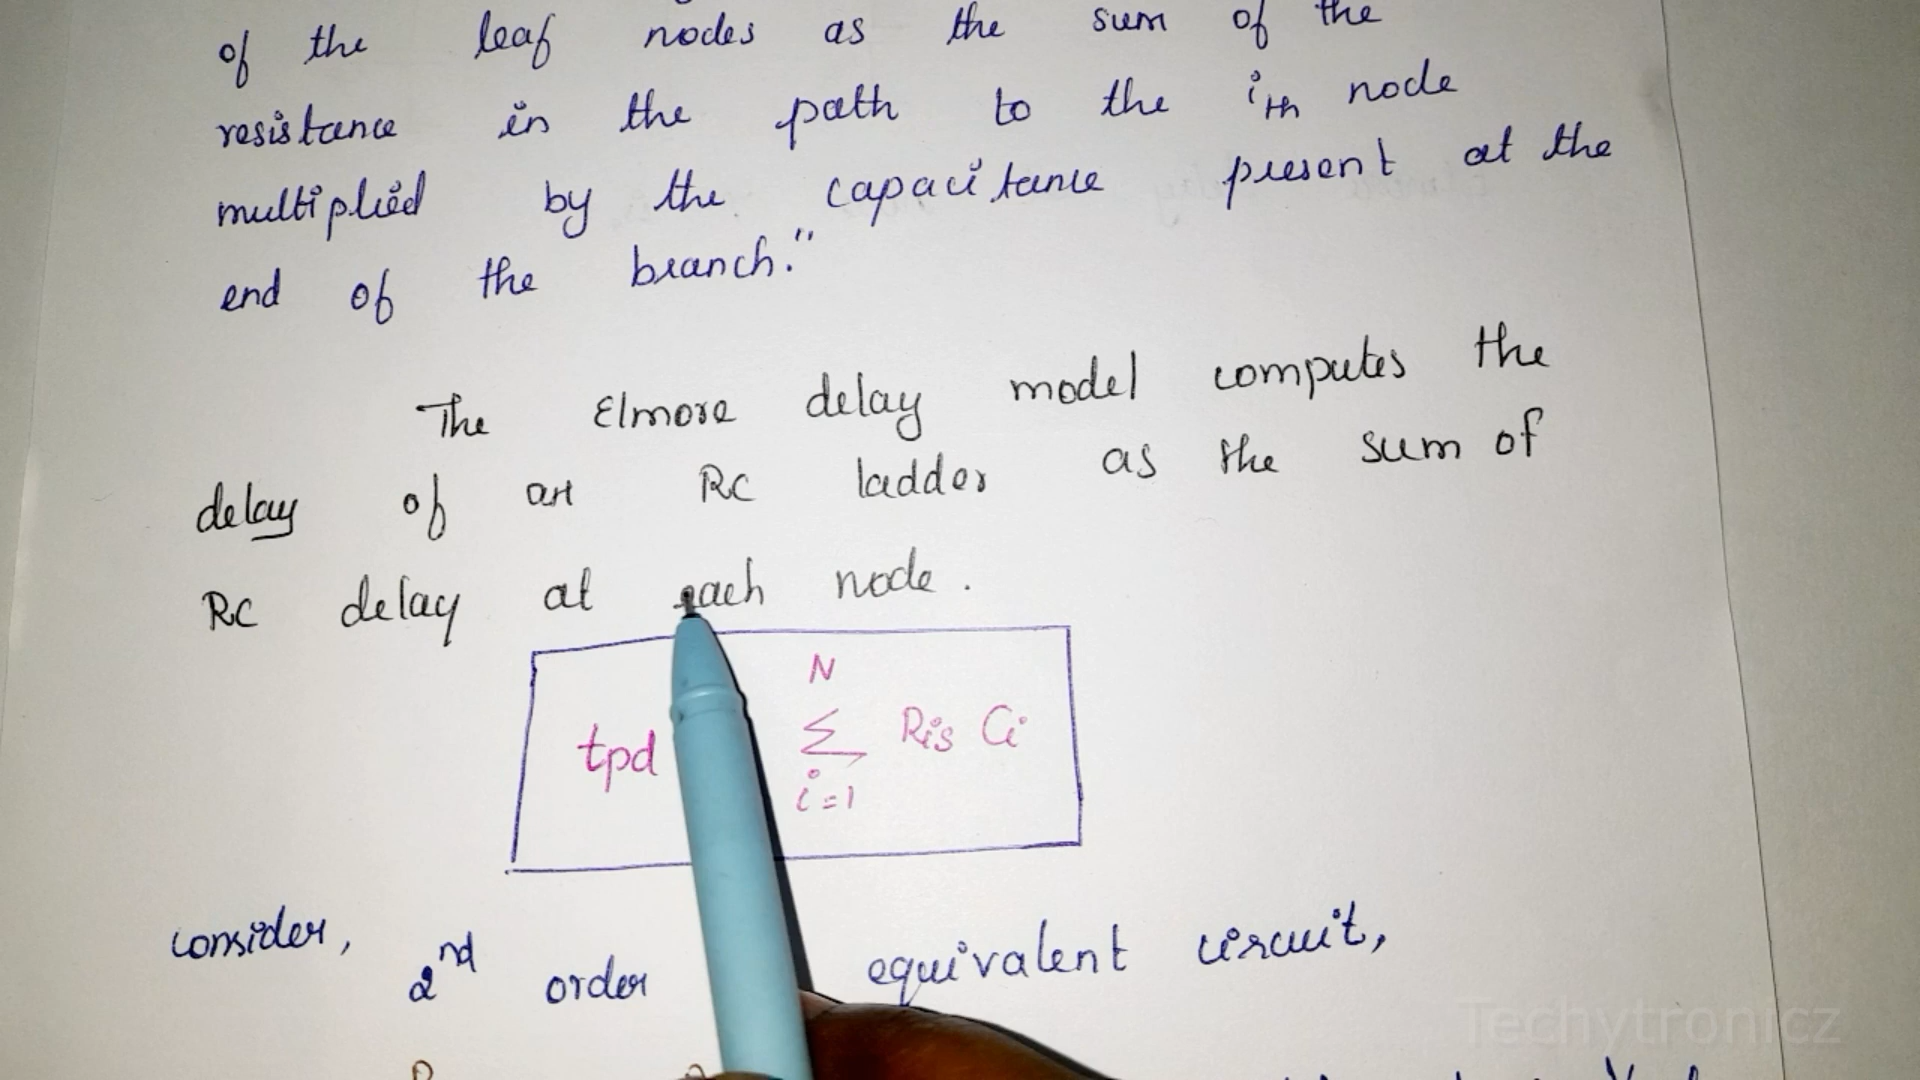 of the leaf nodes as the sum of the
resistance in the path to the ith node
multiplied by the capacitance present at the
end of the branch."
The Elmore delay model computes the
delay of an RC ladder as the sum of
RC delay at each node.
N
tpd Σ Ris Ci
i=1
consider, 2nd order equivalent circuit,
Techytronicz